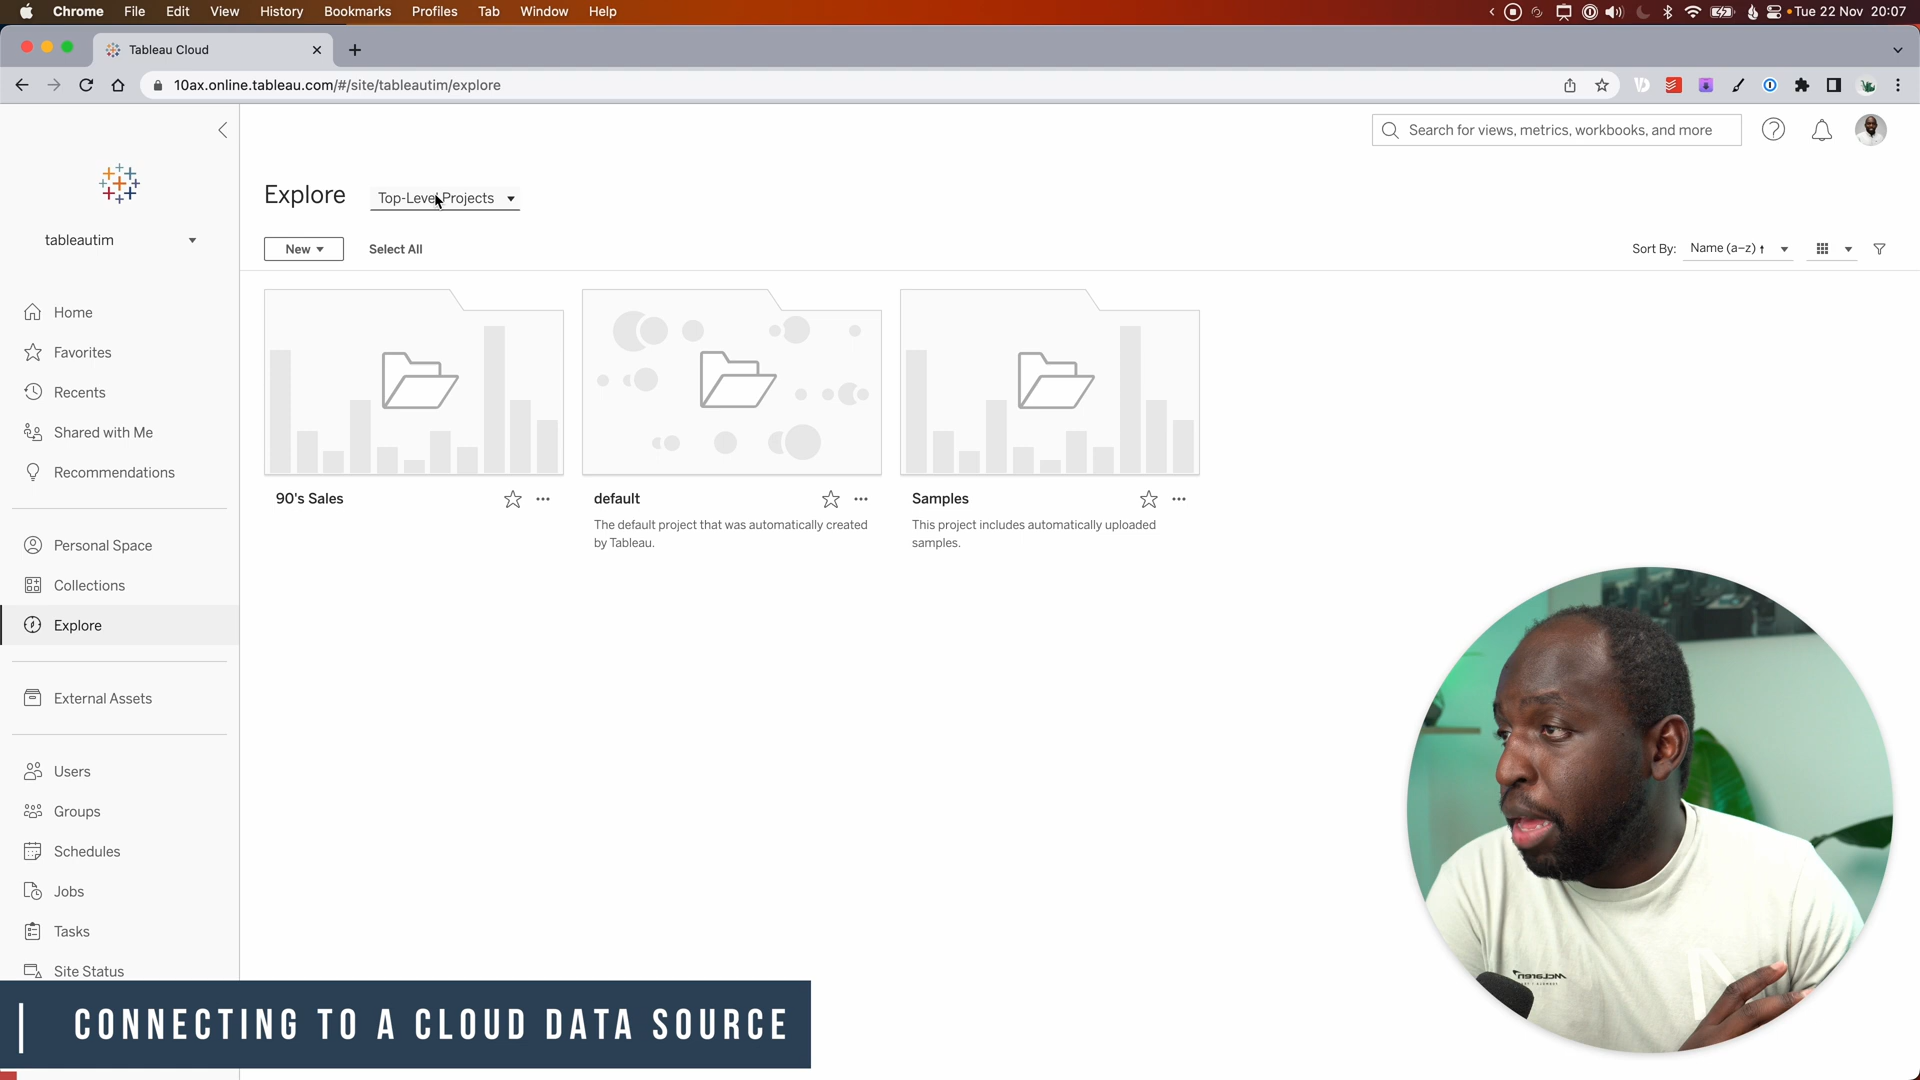 Chrome File Edit View History Bookmarks Profiles Tab Window Help
Tue 22 Nov 20:07
Tableau Cloud
10ax.online.tableau.com/#/site/tableautim/explore
Search for views, metrics, workbooks, and more
Explore
Top-Level Projects
tableautim
New
Select All
Sort By: Name (a–z)
Home
Favorites
Recents
Shared with Me
Recommendations
Personal Space
Collections
Explore
External Assets
Users
Groups
Schedules
Jobs
Tasks
Site Status
90's Sales
default
The default project that was automatically created
by Tableau.
Samples
This project includes automatically uploaded
samples.
McLaren
CONNECTING TO A CLOUD DATA SOURCE